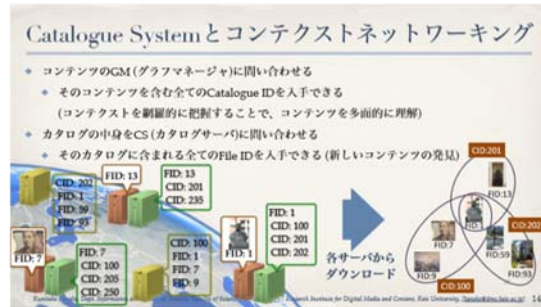 Catalogue Systemとコンテクストネットワーキング
コンテンツのGM (グラフマネージャ)に問い合わせる
そのコンテンツを含む全てのCatalogue IDを入手できる
(コンテクストを網羅的に把握することで、コンテンツを多面的に理解)
カタログの中身をCS (カタログサーバ)に問い合わせる
そのカタログに含まれる全てのFile IDを入手できる (新しいコンテンツの発見)
CID: 202
FID: 1
FID: 59
FID: 93
FID: 13
FID: 13
CID: 201
CID: 235
FID: 7
FID: 7
CID: 100
CID: 205
CID: 250
CID: 100
FID: 1
FID: 7
FID: 9
FID: 1
FID: 1
CID: 100
CID: 201
CID: 202
各サーバから
ダウンロード
CID:201
FID:13
FID:1
CID:202
FID:7
FID:59
FID:9
FID:93
CID:100
Research Institute for Digital Media and Content, Keio University